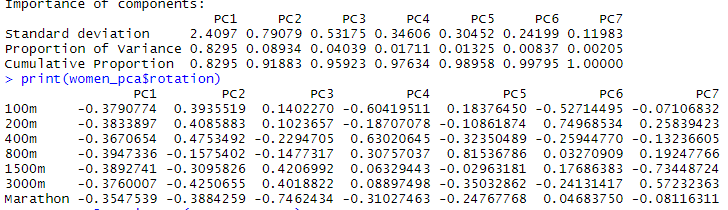 Importance of components:
PC1 PC2 PC3 PC4 PC5 PC6 PC7
Standard deviation 2.4097 0.79079 0.53175 0.34606 0.30452 0.24199 0.11983
Proportion of Variance 0.8295 0.08934 0.04039 0.01711 0.01325 0.00837 0.00205
Cumulative Proportion 0.8295 0.91883 0.95923 0.97634 0.98958 0.99795 1.00000
> print(women_pca$rotation)
PC1 PC2 PC3 PC4 PC5 PC6 PC7
100m -0.3790774 0.3935519 0.1402270 -0.60419511 0.18376450 -0.52714495 -0.07106832
200m -0.3833897 0.4085883 0.1023657 -0.18707078 -0.10861874 0.74968534 0.25839423
400m -0.3670654 0.4753492 -0.2294705 0.63020645 -0.32350489 -0.25944770 -0.13236605
800m -0.3947336 -0.1575402 -0.1477317 0.30757037 0.81536786 0.03270909 0.19247766
1500m -0.3892741 -0.3095826 0.4206992 0.06329443 -0.02963181 0.17686383 -0.73448724
3000m -0.3760007 -0.4250655 0.4018822 0.08897498 -0.35032862 -0.24131417 0.57232363
Marathon -0.3547539 -0.3884259 -0.7462434 -0.31027463 -0.24767768 0.04683750 -0.08116311